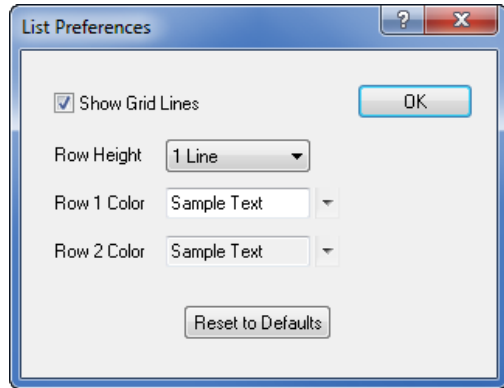 List Preferences
Show Grid Lines
OK
Row Height 1 Line
Row 1 Color Sample Text
Row 2 Color Sample Text
Reset to Defaults